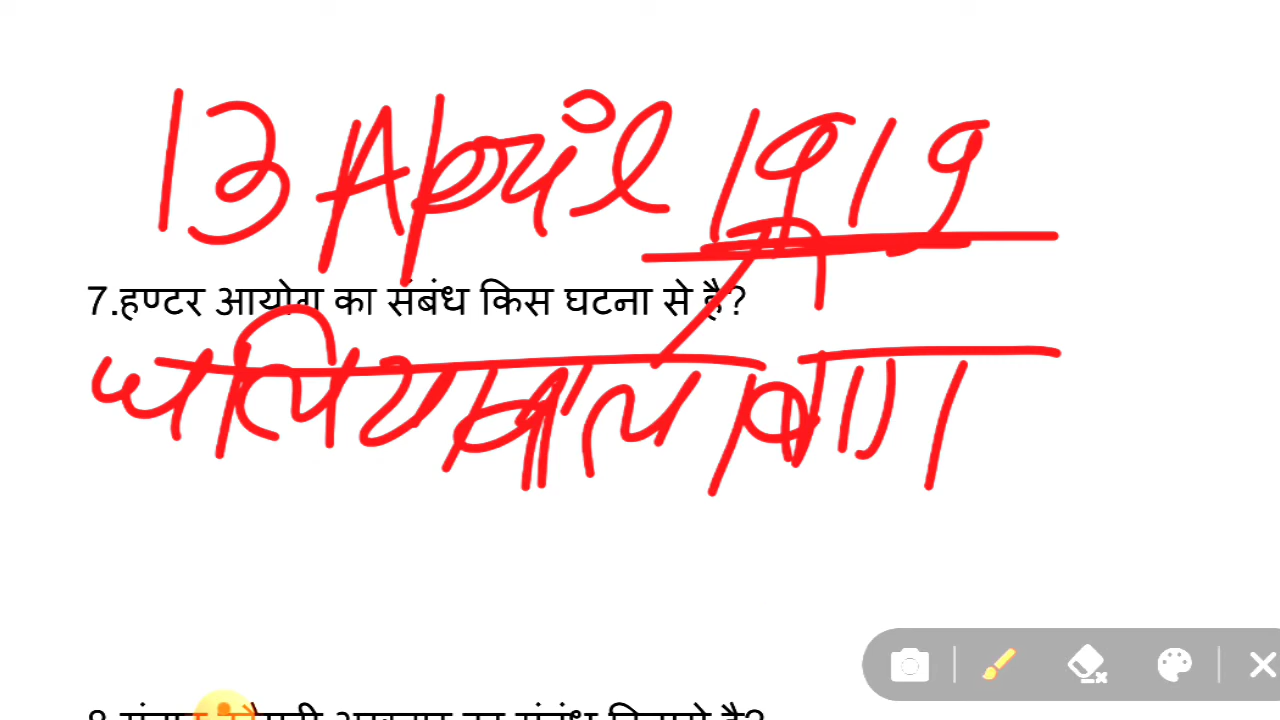 13 April 1919
7.हण्टर आयोग का संबंध किस घटना से है?
जलियावाला बाग